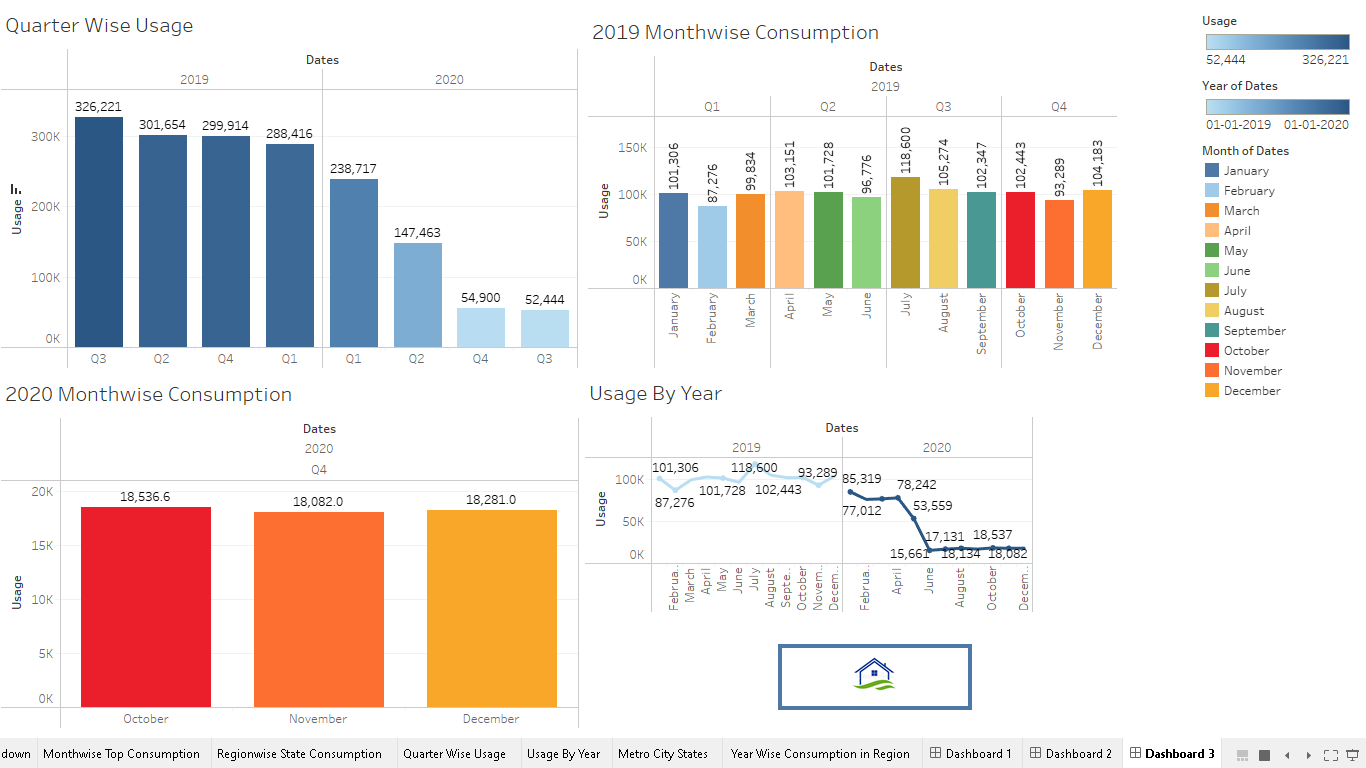 Quarter Wise Usage
Dates
2019 2020
326,221
301,654
299,914
288,416
238,717
147,463
54,900
52,444
300K
200K
100K
0K
Usage
Q3 Q2 Q4 Q1 Q1 Q2 Q4 Q3
2019 Monthwise Consumption
Dates
2019
Q1 Q2 Q3 Q4
150K
100K
50K
0K
Usage
101,306
87,276
99,834
103,151
101,728
96,776
118,600
105,274
102,347
102,443
93,289
104,183
January
February
March
April
May
June
July
August
September
October
November
December
Usage
52,444 326,221
Year of Dates
01-01-2019 01-01-2020
Month of Dates
January
February
March
April
May
June
July
August
September
October
November
December
2020 Monthwise Consumption
Dates
2020
Q4
20K
15K
10K
5K
0K
Usage
18,536.6
18,082.0
18,281.0
October November December
Usage By Year
Dates
2019 2020
100K
50K
0K
Usage
101,306
87,276
101,728
118,600
102,443
93,289
85,319
77,012
78,242
53,559
15,661
17,131
18,134
18,537
18,082
Februa..
March
April
May
June
July
August
Septe..
October
Novem..
Decem..
Februa..
April
June
August
October
Decem..
down Monthwise Top Consumption Regionwise State Consumption Quarter Wise Usage Usage By Year Metro City States Year Wise Consumption in Region Dashboard 1 Dashboard 2 Dashboard 3